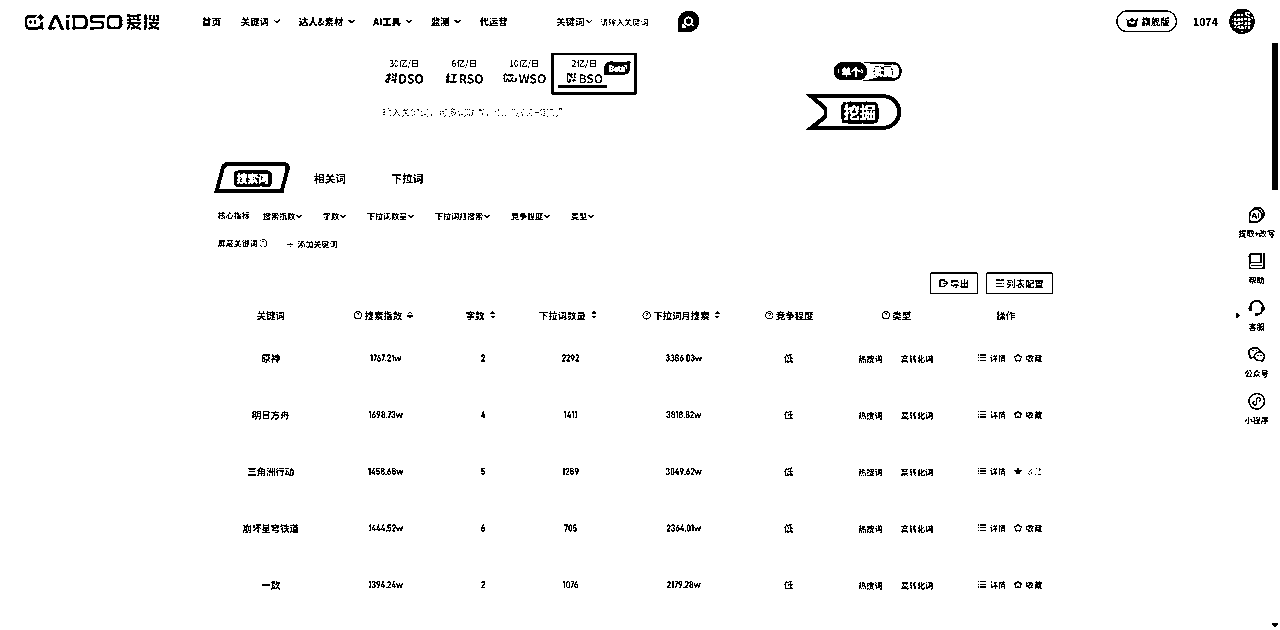 AiDSO爱搜 首页 关键词 达人&素材 AI工具 监测 代运营 关键词 请输入关键词 旗舰版 1074
30亿/日 6亿/日 10亿/日 2亿/日 Beta
抖DSO 红RSO 微WSO BSO
单个
挖掘
搜索词 相关词 下拉词
核心指标 搜索指数 字数 下拉词数量 下拉词月搜索 竞争程度 类型
屏蔽关键词 + 添加关键词
导出 列表配置
关键词 搜索指数 字数 下拉词数量 下拉词月搜索 竞争程度 类型 操作
原神 1767.21w 2 2292 3386.03w 低 热搜词 高转化词 详情 收藏
明日方舟 1698.73w 4 1411 3818.82w 低 热搜词 高转化词 详情 收藏
三角洲行动 1458.68w 5 1289 3049.62w 低 热搜词 高转化词 详情
崩坏星穹铁道 1444.52w 6 705 2364.01w 低 热搜词 高转化词 详情 收藏
一数 1394.24w 2 1076 2179.28w 低 热搜词 高转化词 详情 收藏
AI
提取+改写
帮助
客服
公众号
小程序